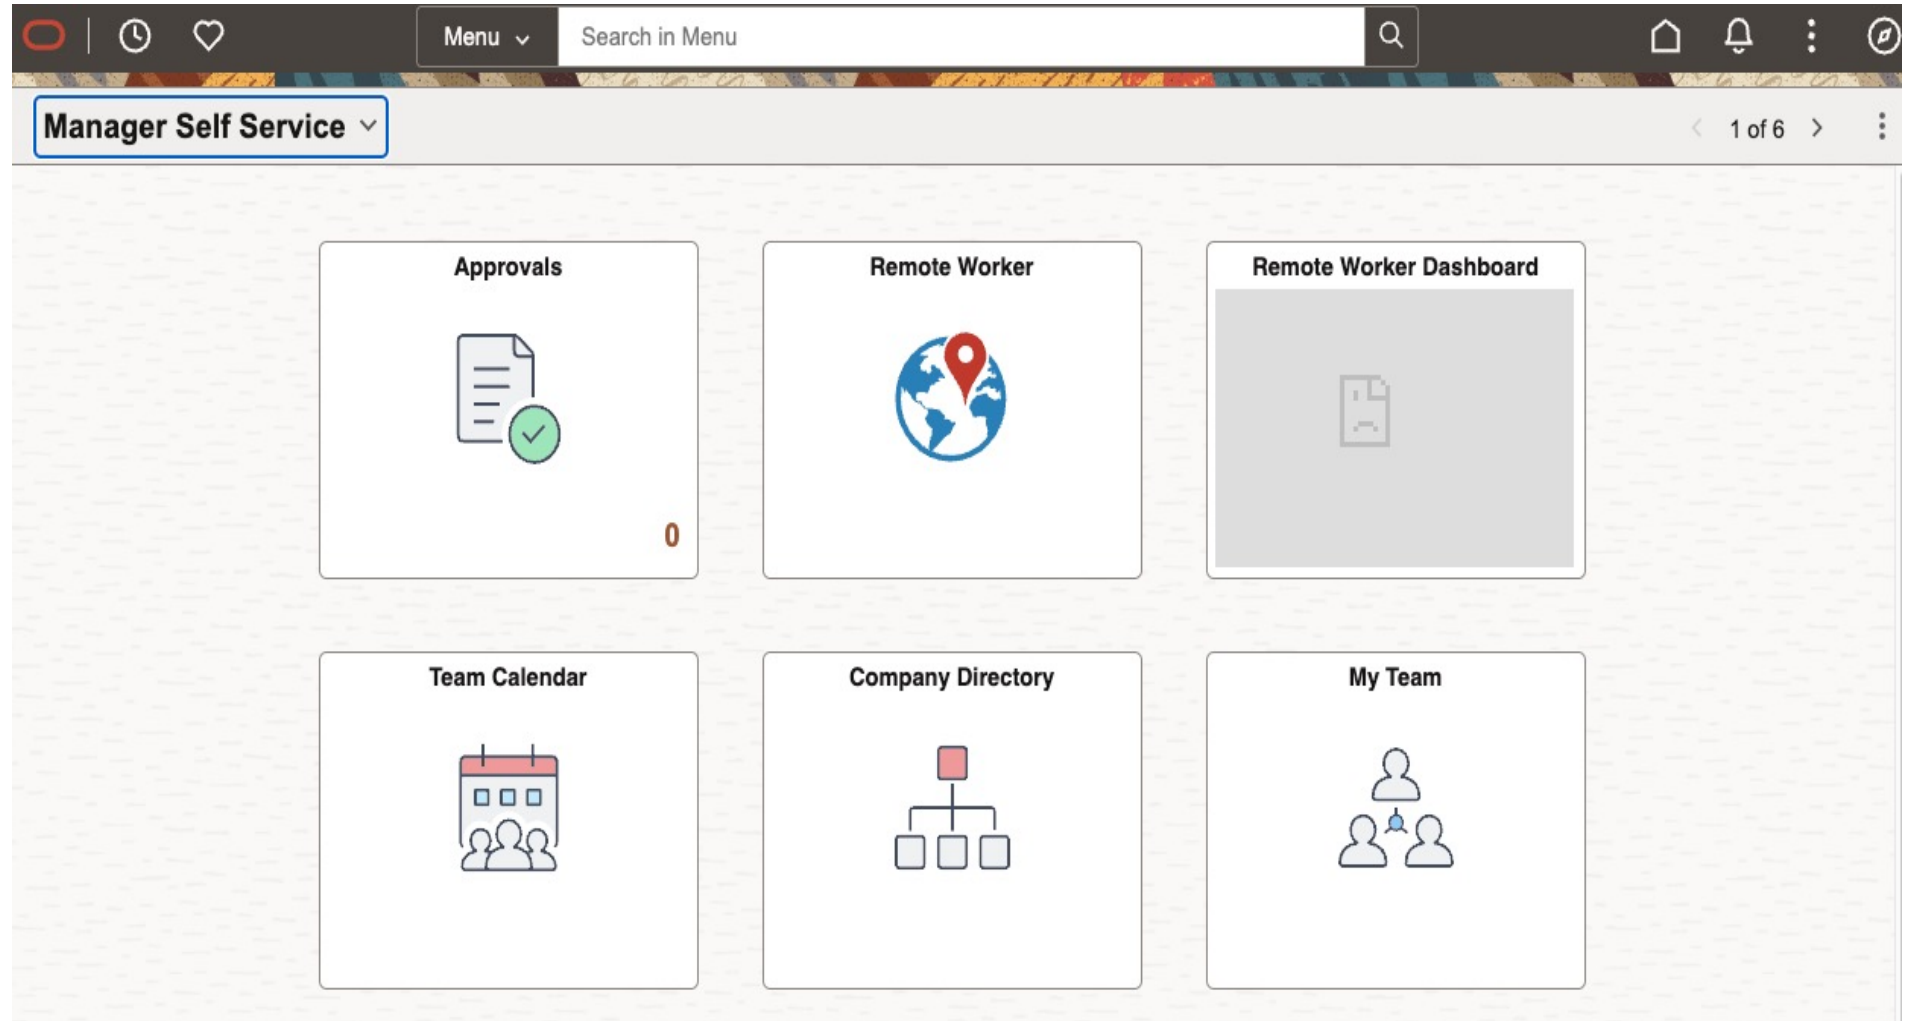 Menu
Search in Menu
Manager Self Service
1 of 6
Approvals
Remote Worker
Remote Worker Dashboard
0
Team Calendar
Company Directory
My Team